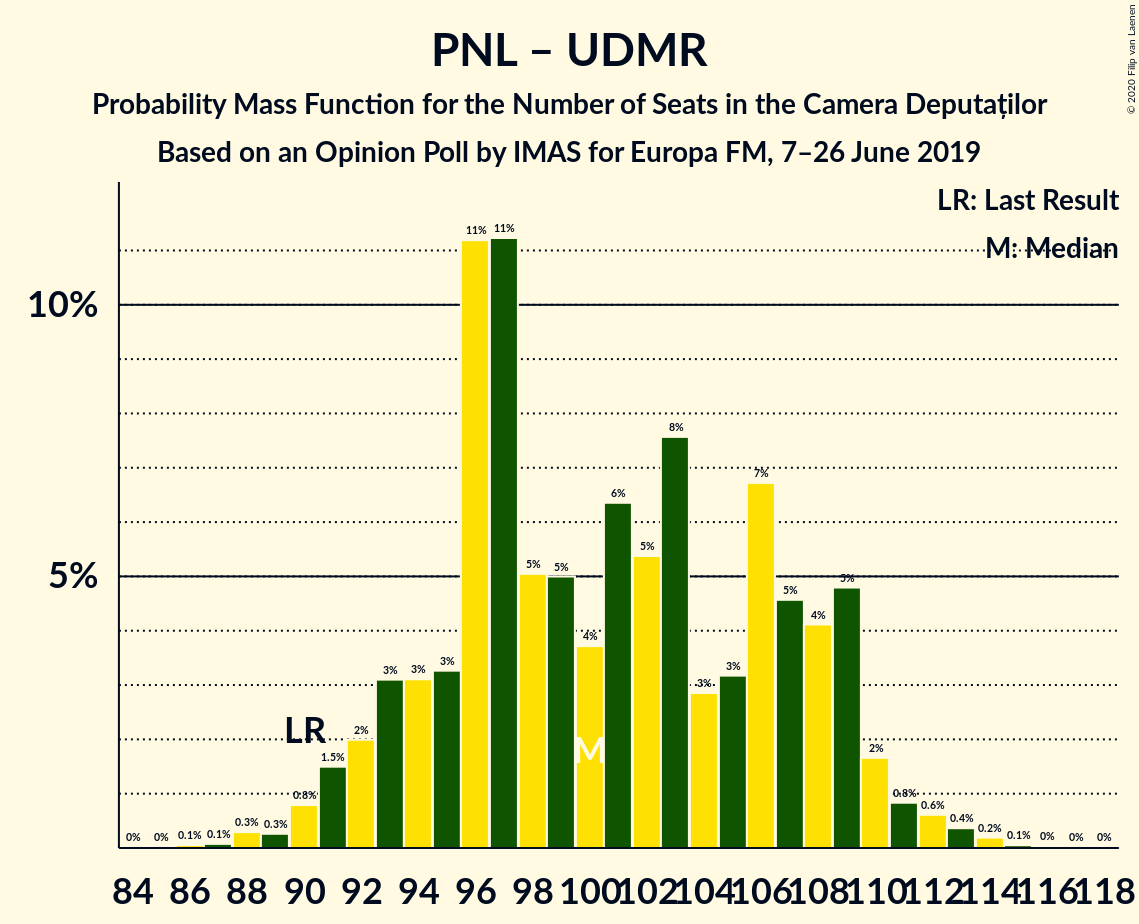 PNL – UDMR
Probability Mass Function for the Number of Seats in the Camera Deputaților
Based on an Opinion Poll by IMAS for Europa FM, 7–26 June 2019
© 2020 Filip van Laenen
LR: Last Result
M: Median
10%
5%
0% 0% 0.1% 0.1% 0.3% 0.3% 0.8% 1.5% 2% 3% 3% 3% 11% 11% 5% 5% 4% 6% 5% 8% 3% 3% 7% 5% 4% 5% 2% 0.8% 0.6% 0.4% 0.2% 0.1% 0% 0% 0%
LR
M
84 86 88 90 92 94 96 98 100 102 104 106 108 110 112 114 116 118